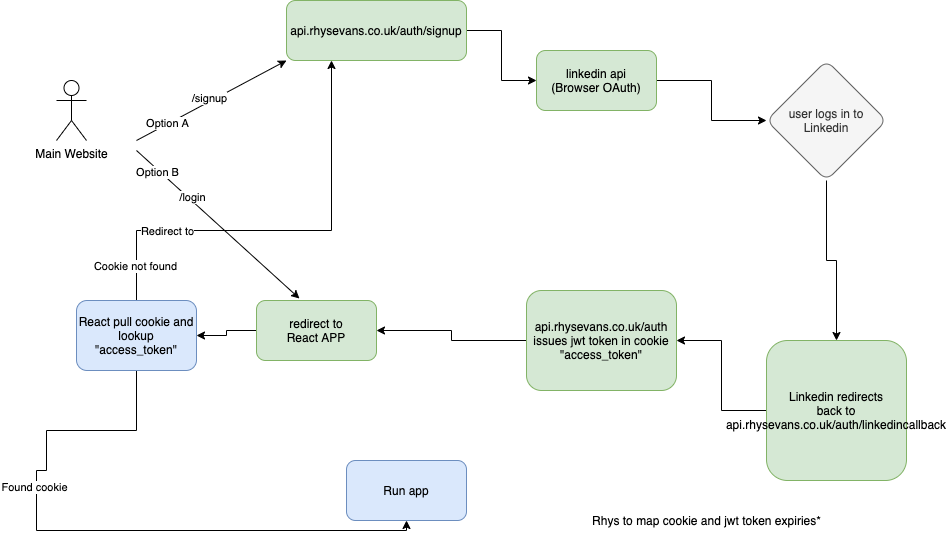 api.rhysevans.co.uk/auth/signup
linkedin api
(Browser OAuth)
user logs in to
Linkedin
/signup
Option A
Main Website
Option B
/login
Redirect to
Cookie not found
React pull cookie and
lookup
"access_token"
redirect to
React APP
api.rhysevans.co.uk/auth
issues jwt token in cookie
"access_token"
Linkedin redirects
back to
api.rhysevans.co.uk/auth/linkedincallback
Found cookie
Run app
Rhys to map cookie and jwt token expiries*